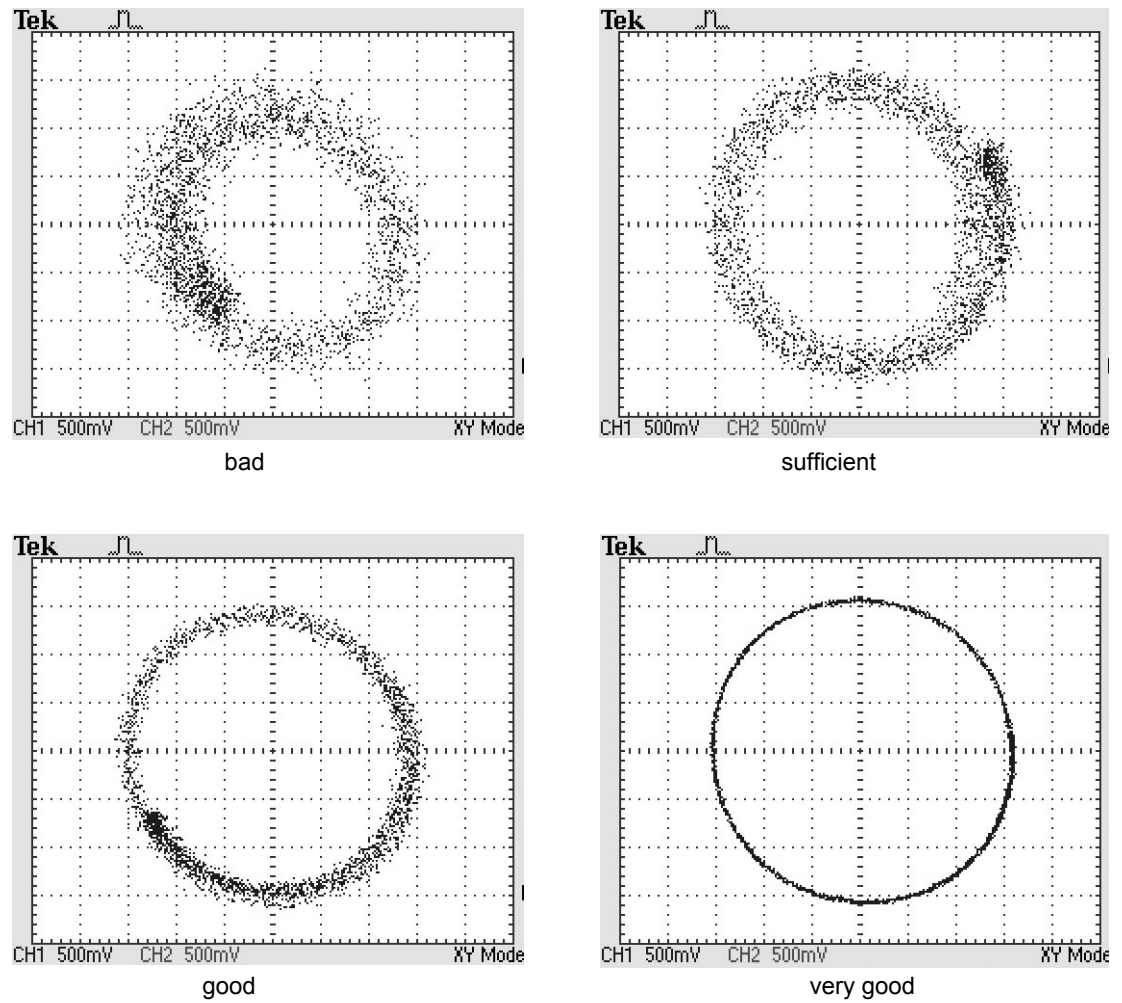 Tek
CH1 500mV CH2 500mV XY Mode
bad
Tek
CH1 500mV CH2 500mV XY Mode
sufficient
Tek
CH1 500mV CH2 500mV XY Mode
good
Tek
CH1 500mV CH2 500mV XY Mode
very good